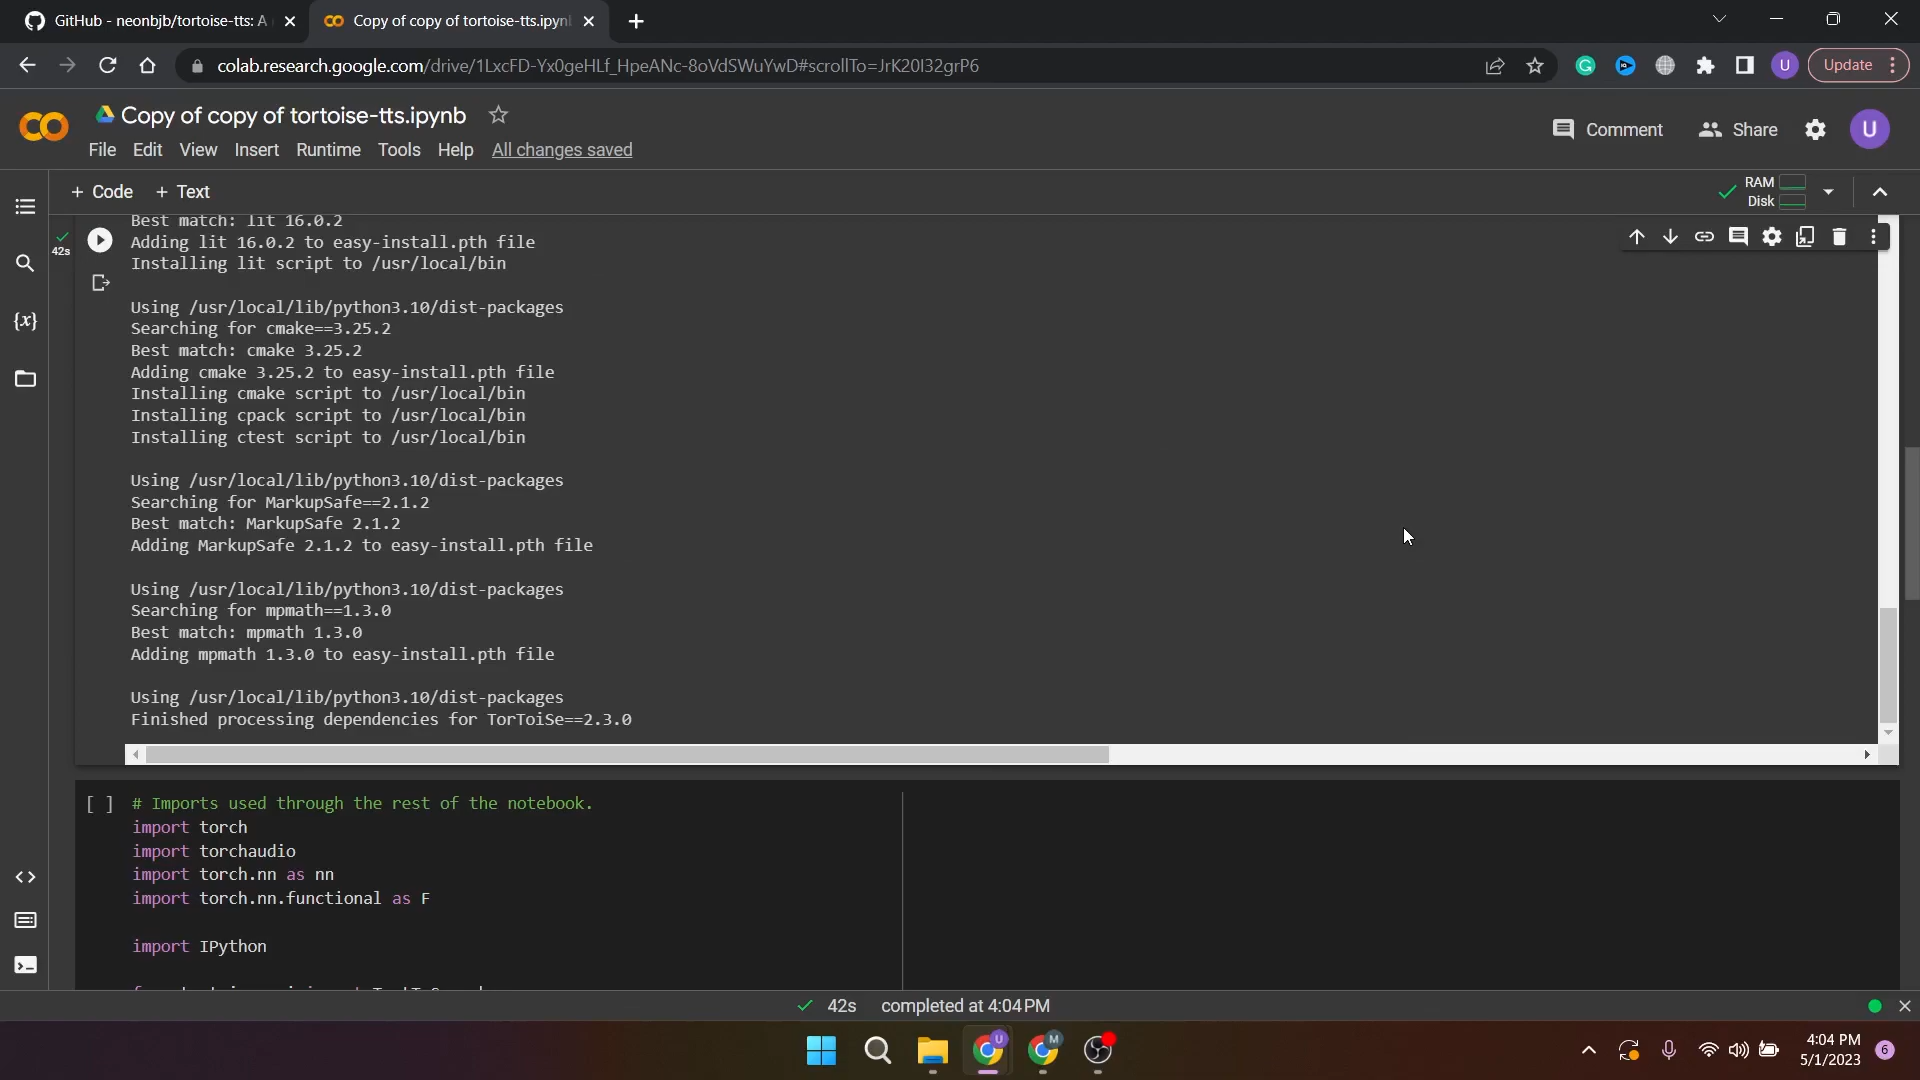 GitHub - neonbjb/tortoise-tts: A
Copy of copy of tortoise-tts.ipyn
colab.research.google.com/drive/1LxcFD-Yx0geHLf_HpeANc-8oVdSWuYwD#scrollTo=JrK20I32grP6
U
Update
Copy of copy of tortoise-tts.ipynb
Comment
Share
U
File Edit View Insert Runtime Tools Help All changes saved
+ Code + Text
RAM
Disk
Best match: lit 16.0.2
42s
Adding lit 16.0.2 to easy-install.pth file
Installing lit script to /usr/local/bin
Using /usr/local/lib/python3.10/dist-packages
Searching for cmake==3.25.2
Best match: cmake 3.25.2
Adding cmake 3.25.2 to easy-install.pth file
Installing cmake script to /usr/local/bin
Installing cpack script to /usr/local/bin
Installing ctest script to /usr/local/bin
Using /usr/local/lib/python3.10/dist-packages
Searching for MarkupSafe==2.1.2
Best match: MarkupSafe 2.1.2
Adding MarkupSafe 2.1.2 to easy-install.pth file
Using /usr/local/lib/python3.10/dist-packages
Searching for mpmath==1.3.0
Best match: mpmath 1.3.0
Adding mpmath 1.3.0 to easy-install.pth file
Using /usr/local/lib/python3.10/dist-packages
Finished processing dependencies for TorToiSe==2.3.0
[ ] # Imports used through the rest of the notebook.
import torch
import torchaudio
import torch.nn as nn
import torch.nn.functional as F
import IPython
42s completed at 4:04 PM
4:04 PM
5/1/2023
6